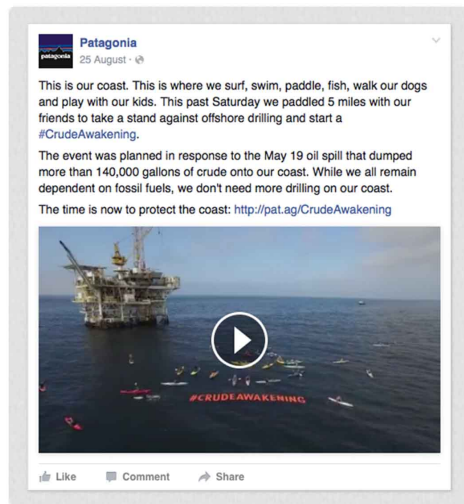 patagonia
Patagonia
25 August ·
This is our coast. This is where we surf, swim, paddle, fish, walk our dogs
and play with our kids. This past Saturday we paddled 5 miles with our
friends to take a stand against offshore drilling and start a
#CrudeAwakening.
The event was planned in response to the May 19 oil spill that dumped
more than 140,000 gallons of crude onto our coast. While we all remain
dependent on fossil fuels, we don't need more drilling on our coast.
The time is now to protect the coast: http://pat.ag/CrudeAwakening
#CRUDEAWAKENING
Like Comment Share